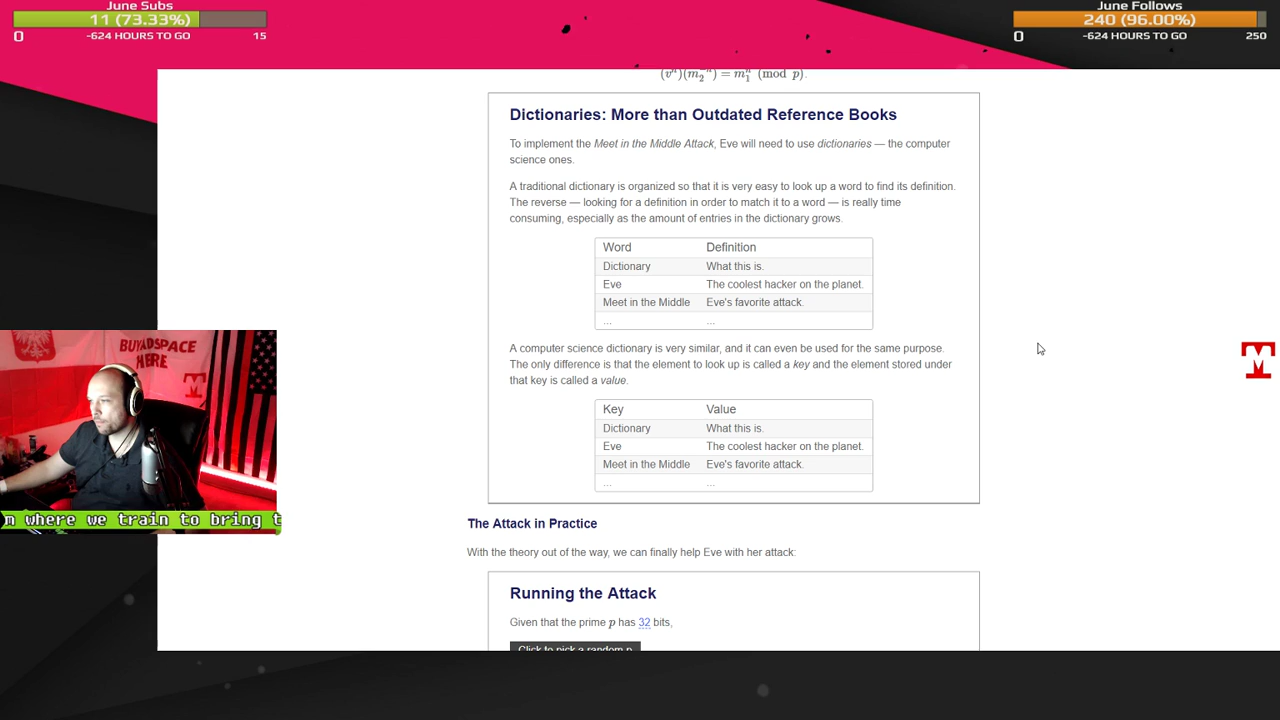 June Subs
11 (73.33%)
0
-624 HOURS TO GO
15
June Follows
240 (96.00%)
0
-624 HOURS TO GO
250
Dictionaries: More than Outdated Reference Books
To implement the Meet in the Middle Attack, Eve will need to use dictionaries — the computer
science ones.
A traditional dictionary is organized so that it is very easy to look up a word to find its definition.
The reverse — looking for a definition in order to match it to a word — is really time
consuming, especially as the amount of entries in the dictionary grows.
Word Definition
Dictionary What this is.
Eve The coolest hacker on the planet.
Meet in the Middle Eve's favorite attack.
... ...
A computer science dictionary is very similar, and it can even be used for the same purpose.
The only difference is that the element to look up is called a key and the element stored under
that key is called a value.
Key Value
Dictionary What this is.
Eve The coolest hacker on the planet.
Meet in the Middle Eve's favorite attack.
... ...
The Attack in Practice
With the theory out of the way, we can finally help Eve with her attack:
Running the Attack
Given that the prime p has 32 bits,
Click to pick a random p
BUY ADSPACE
HERE
m where we train to bring t